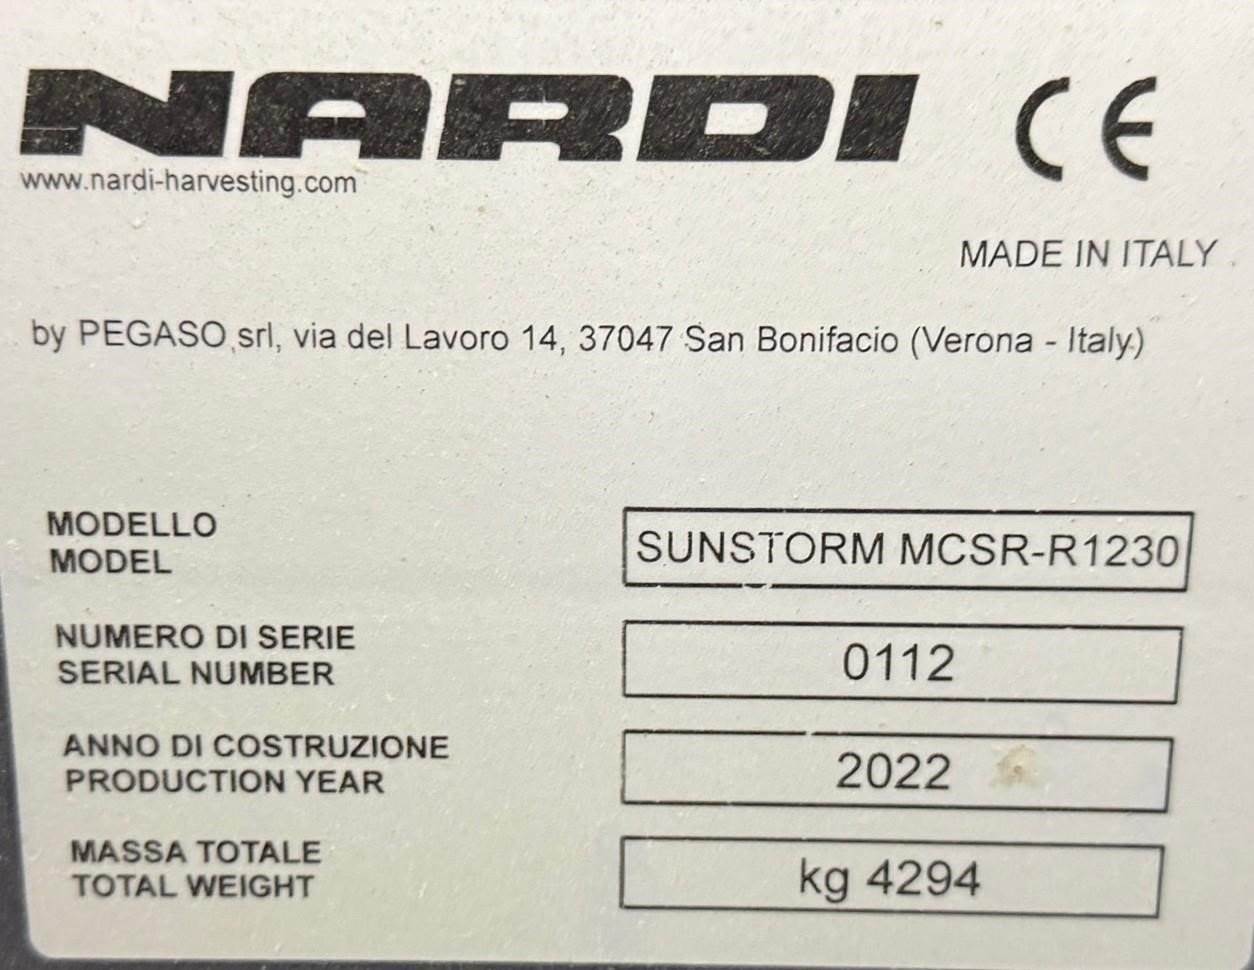 NARDI CE
www.nardi-harvesting.com
MADE IN ITALY
by PEGASO srl, via del Lavoro 14, 37047 San Bonifacio (Verona - Italy)
MODELLO
MODEL
SUNSTORM MCSR-R1230
NUMERO DI SERIE
SERIAL NUMBER
0112
ANNO DI COSTRUZIONE
PRODUCTION YEAR
2022
MASSA TOTALE
TOTAL WEIGHT
kg 4294